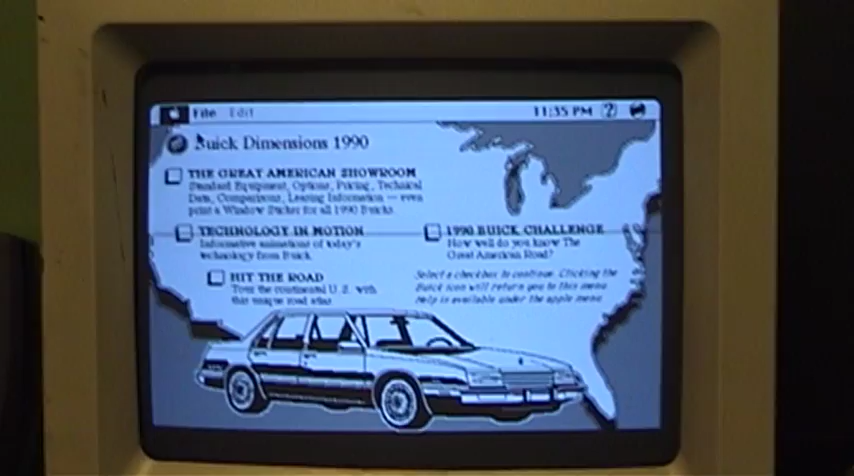 File Edit 11:35 PM ?
Buick Dimensions 1990
THE GREAT AMERICAN SHOWROOM
Standard Equipment, Options, Pricing, Technical
Data, Comparisons, Leasing Information — even
print a Window Sticker for all 1990 Buicks.
TECHNOLOGY IN MOTION
Informative animations of today's
technology from Buick.
1990 BUICK CHALLENGE
How well do you know The
Great American Road?
HIT THE ROAD
Tour the continental U.S. with
this unique road atlas.
Select a checkbox to continue. Clicking the
Buick icon will return you to this menu.
Help is available under the apple menu.